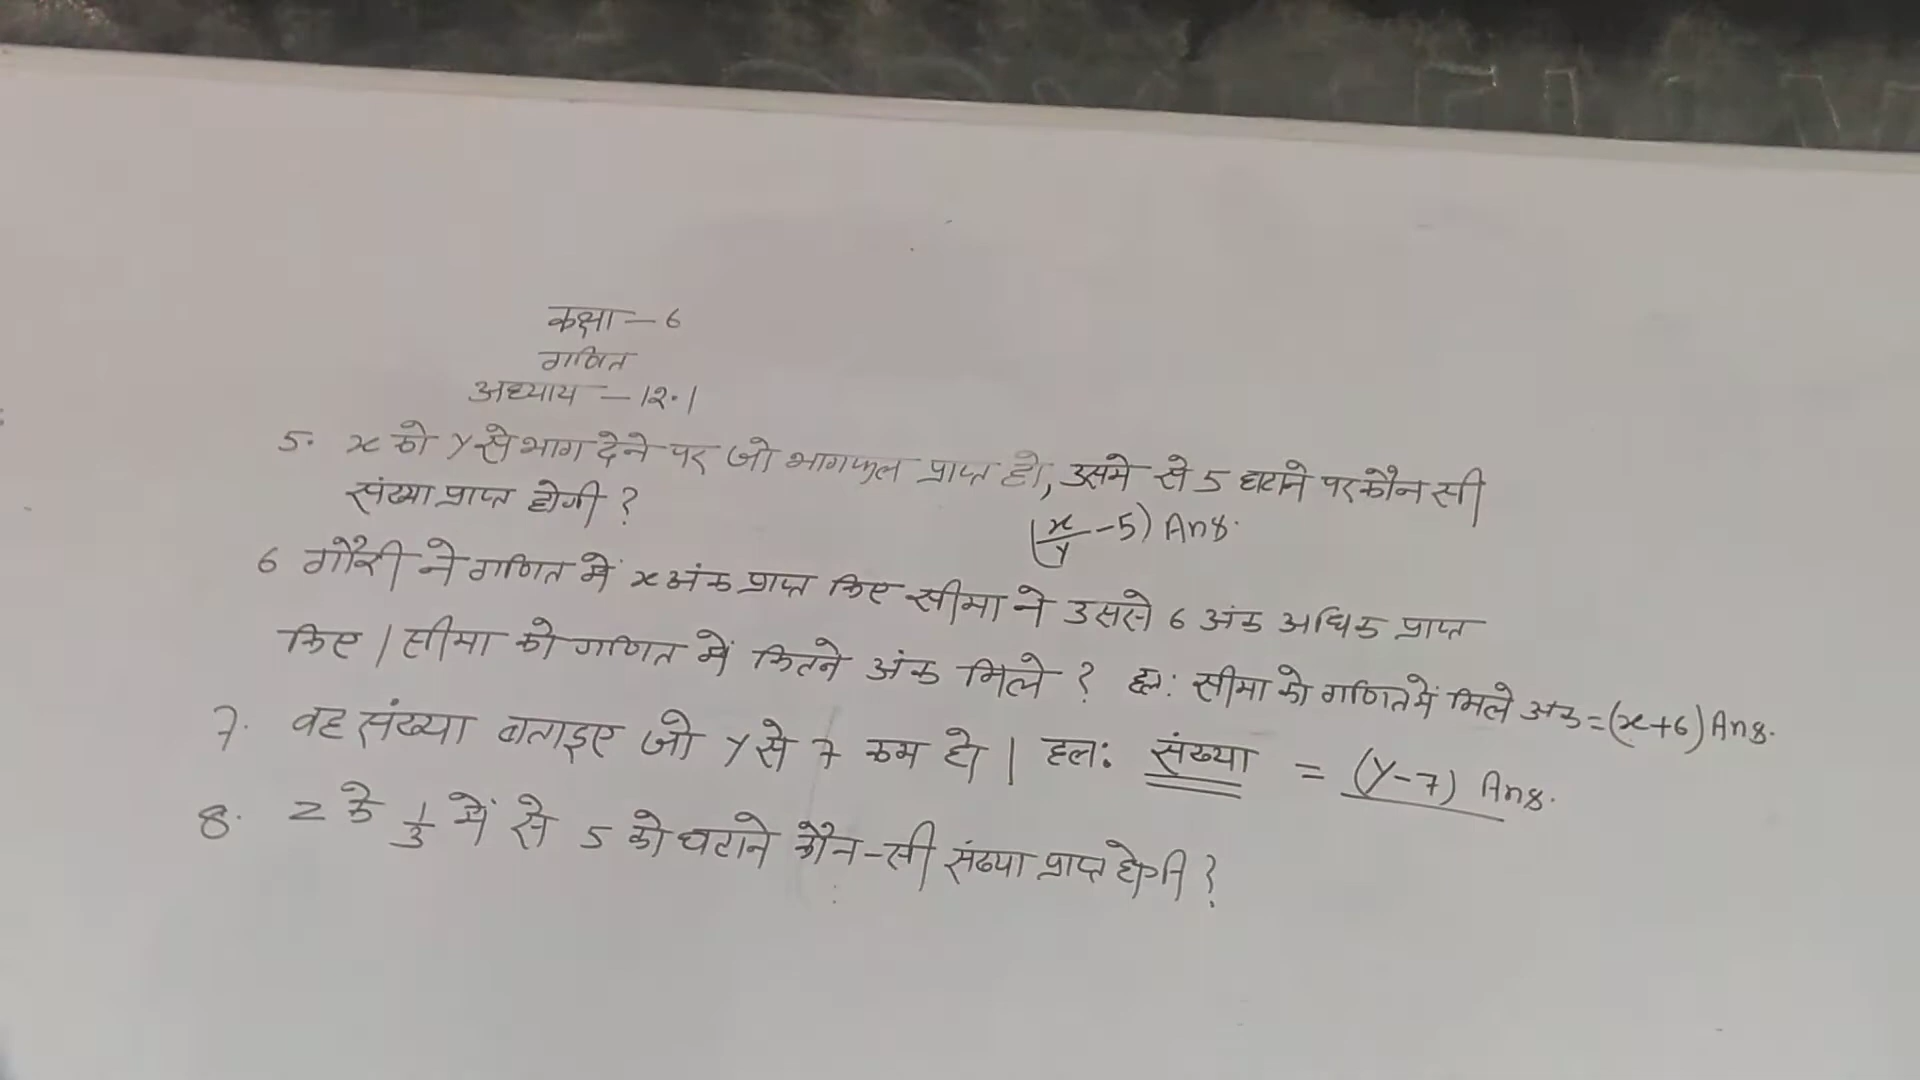 कक्षा - 6
गणित
अध्याय - 12.1
5. x को y से भाग देने पर जो भागफल प्राप्त हो, उसमे से 5 घटाने पर कौन सी
संख्या प्राप्त होगी ?
(x/y - 5) Ans.
6 गौरी ने गणित में x अंक प्राप्त किए सीमा ने उससे 6 अंक अधिक प्राप्त
किए | सीमा को गणित में कितने अंक मिले ? हल: सीमा को गणित में मिले अंक = (x+6) Ans.
7. वह संख्या बताइए जो y से 7 कम हो | हल: संख्या = (y-7) Ans.
8. z के 1/3 में से 5 को घटाने कौन-सी संख्या प्राप्त होगी ?